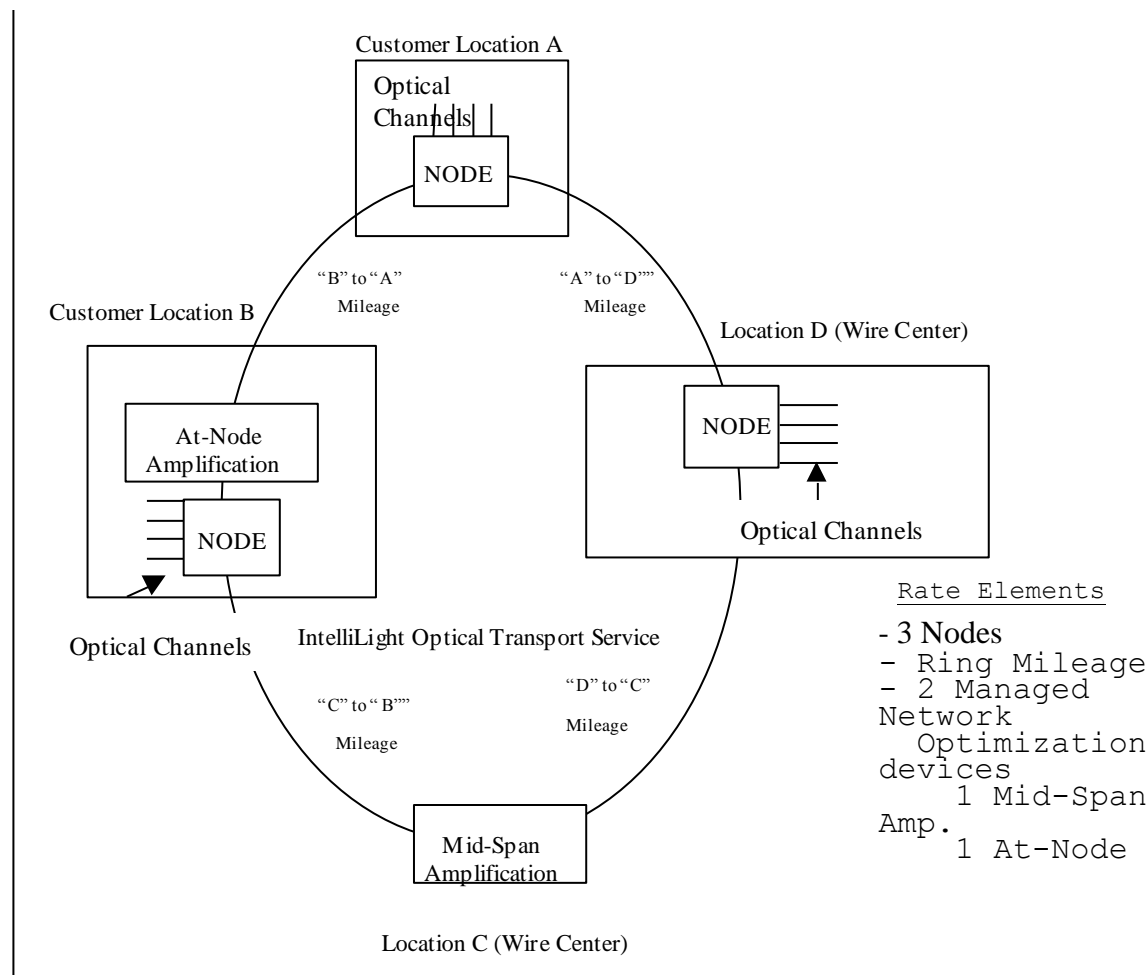 Customer Location A
Optical
Channels
NODE
“B” to “A”
Mileage
“A” to “D””
Mileage
Customer Location B
Location D (Wire Center)
At-Node
Amplification
NODE
NODE
Optical Channels
Optical Channels
IntelliLight Optical Transport Service
“C” to “B””
Mileage
“D” to “C”
Mileage
Mid-Span
Amplification
Location C (Wire Center)
Rate Elements
- 3 Nodes
- Ring Mileage
- 2 Managed
Network
Optimization
devices
1 Mid-Span
Amp.
1 At-Node